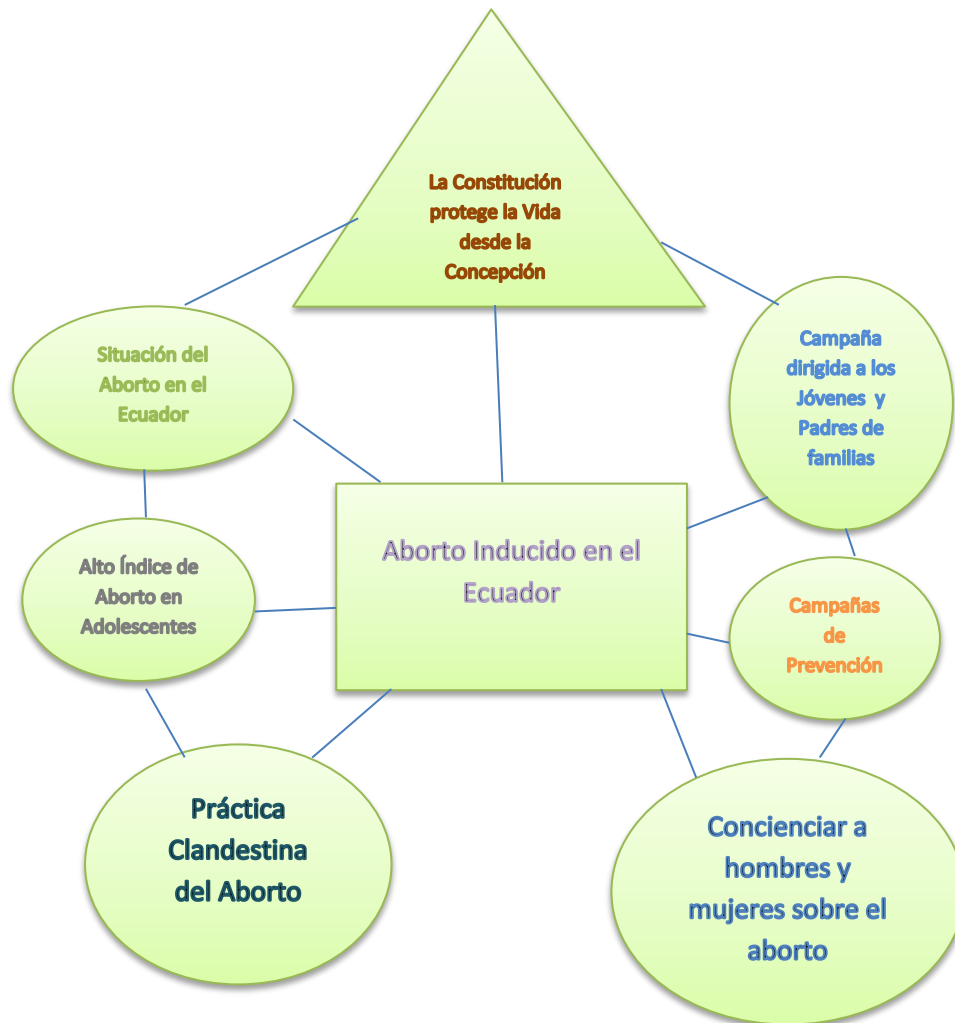 La Constitución
protege la Vida
desde la
Concepción
Situación del
Aborto en el
Ecuador
Campaña
dirigida a los
Jóvenes y
Padres de
familias
Aborto Inducido en el
Ecuador
Alto Índice de
Aborto en
Adolescentes
Campañas
de
Prevención
Práctica
Clandestina
del Aborto
Concienciar a
hombres y
mujeres sobre el
aborto